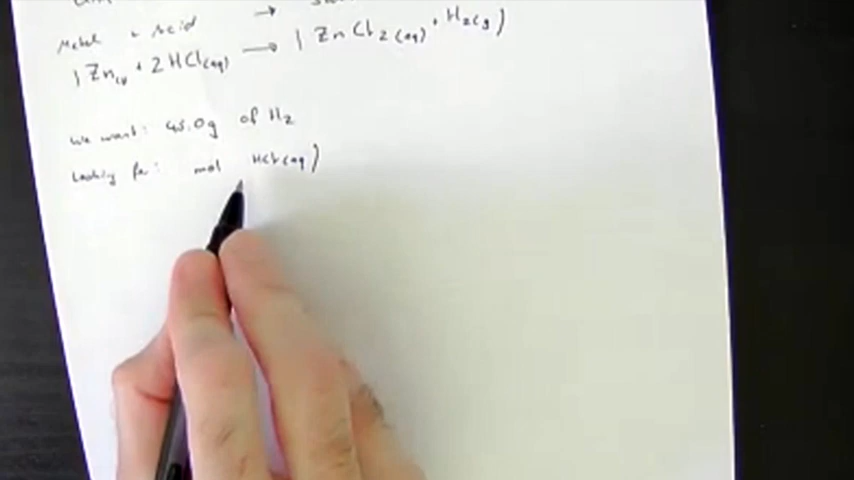 Metal + Acid →
1 Zn(s) + 2 HCl(aq) → 1 ZnCl2(aq) + H2(g)
We want: 45.0g of H2
Looking for: mol HCl(aq)